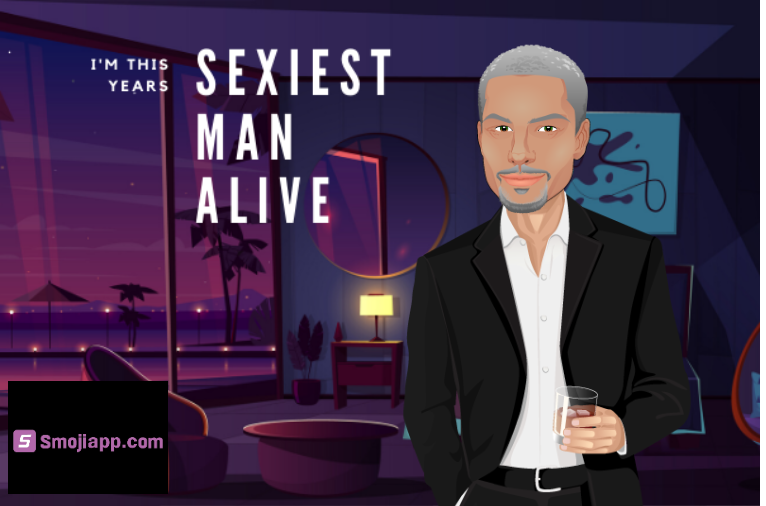 I'M THIS
YEARS
SEXIEST
MAN
ALIVE
S Smojiapp.com